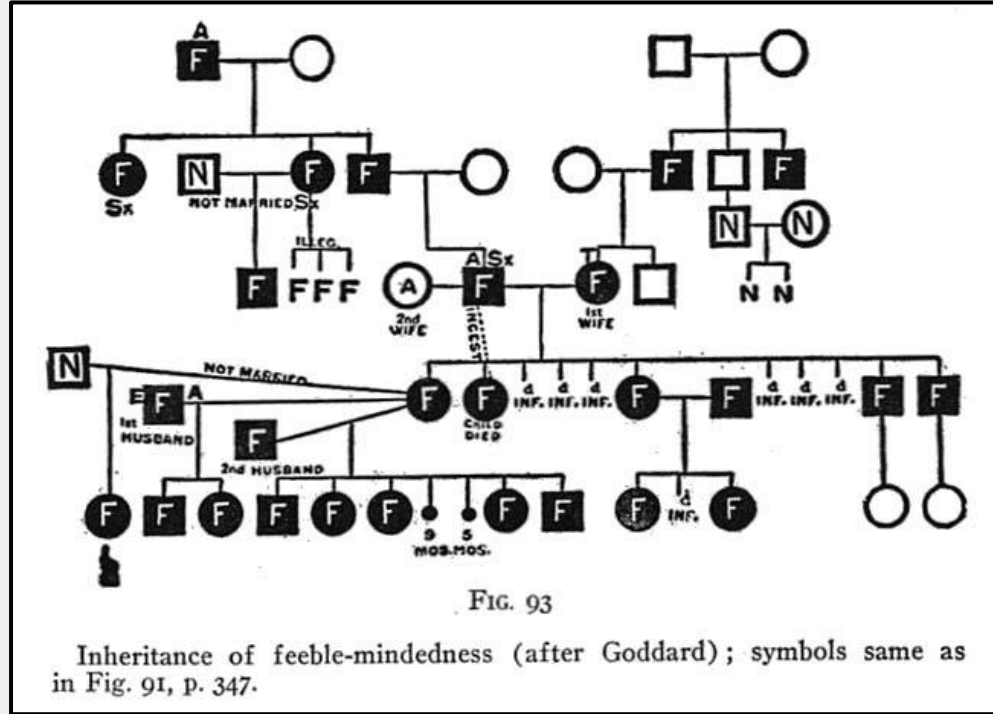 A
F
F N F F F F
Sx NOT MARRIED Sx
ILLEG.
N N
A Sx T
F F F F A F F N N
2nd WIFE
1st WIFE
INCEST
N NOT MARRIED
E F A F F d d d F F d d d F F
1st HUSBAND
INF. INF. INF. INF. INF. INF.
CHILD DIED
F
2nd HUSBAND
F F F F F F F F F d F
INF.
9 5
MOS. MOS.
FIG. 93
Inheritance of feeble-mindedness (after Goddard); symbols same as
in Fig. 91, p. 347.